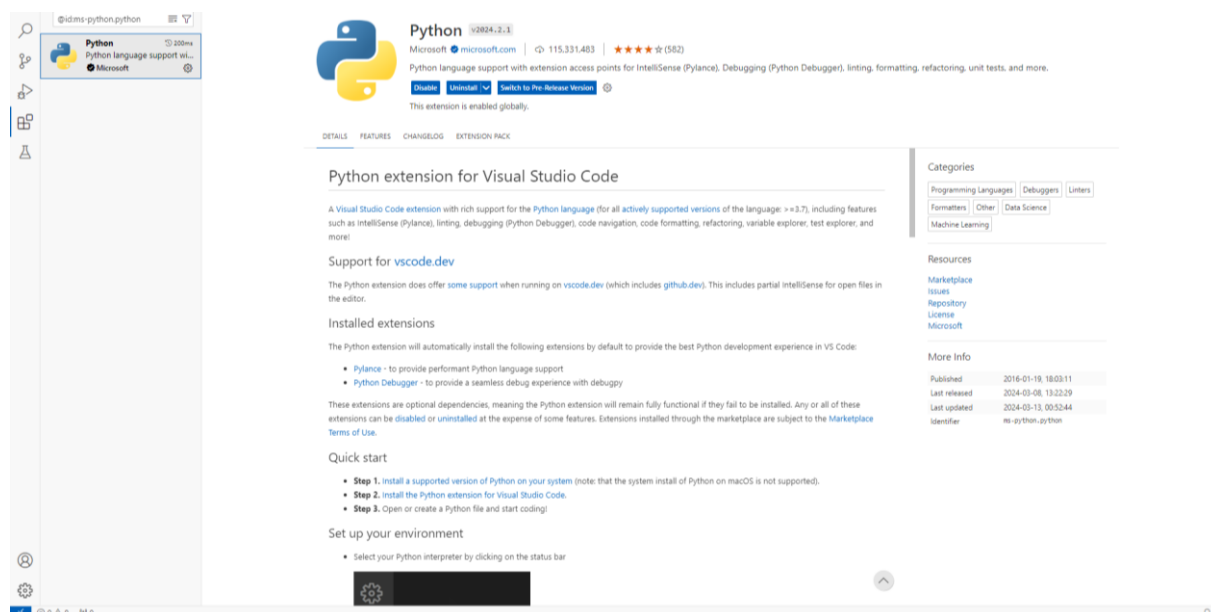 @id:ms-python.python
Python 200ms
Python language support wi...
Microsoft
Python v2024.2.1
Microsoft microsoft.com 115,331,483 (582)
Python language support with extension access points for IntelliSense (Pylance), Debugging (Python Debugger), linting, formatting, refactoring, unit tests, and more.
Disable Uninstall Switch to Pre-Release Version
This extension is enabled globally.
DETAILS FEATURES CHANGELOG EXTENSION PACK
Python extension for Visual Studio Code
A Visual Studio Code extension with rich support for the Python language (for all actively supported versions of the language: >=3.7), including features
such as IntelliSense (Pylance), linting, debugging (Python Debugger), code navigation, code formatting, refactoring, variable explorer, test explorer, and
more!
Support for vscode.dev
The Python extension does offer some support when running on vscode.dev (which includes github.dev). This includes partial IntelliSense for open files in
the editor.
Installed extensions
The Python extension will automatically install the following extensions by default to provide the best Python development experience in VS Code:
Pylance - to provide performant Python language support
Python Debugger - to provide a seamless debug experience with debugpy
These extensions are optional dependencies, meaning the Python extension will remain fully functional if they fail to be installed. Any or all of these
extensions can be disabled or uninstalled at the expense of some features. Extensions installed through the marketplace are subject to the Marketplace
Terms of Use.
Quick start
Step 1. Install a supported version of Python on your system (note: that the system install of Python on macOS is not supported).
Step 2. Install the Python extension for Visual Studio Code.
Step 3. Open or create a Python file and start coding!
Set up your environment
Select your Python interpreter by clicking on the status bar
Categories
Programming Languages Debuggers Linters
Formatters Other Data Science
Machine Learning
Resources
Marketplace
Issues
Repository
License
Microsoft
More Info
Published 2016-01-19, 18:03:11
Last released 2024-03-08, 13:22:29
Last updated 2024-03-13, 00:52:44
Identifier ms-python.python